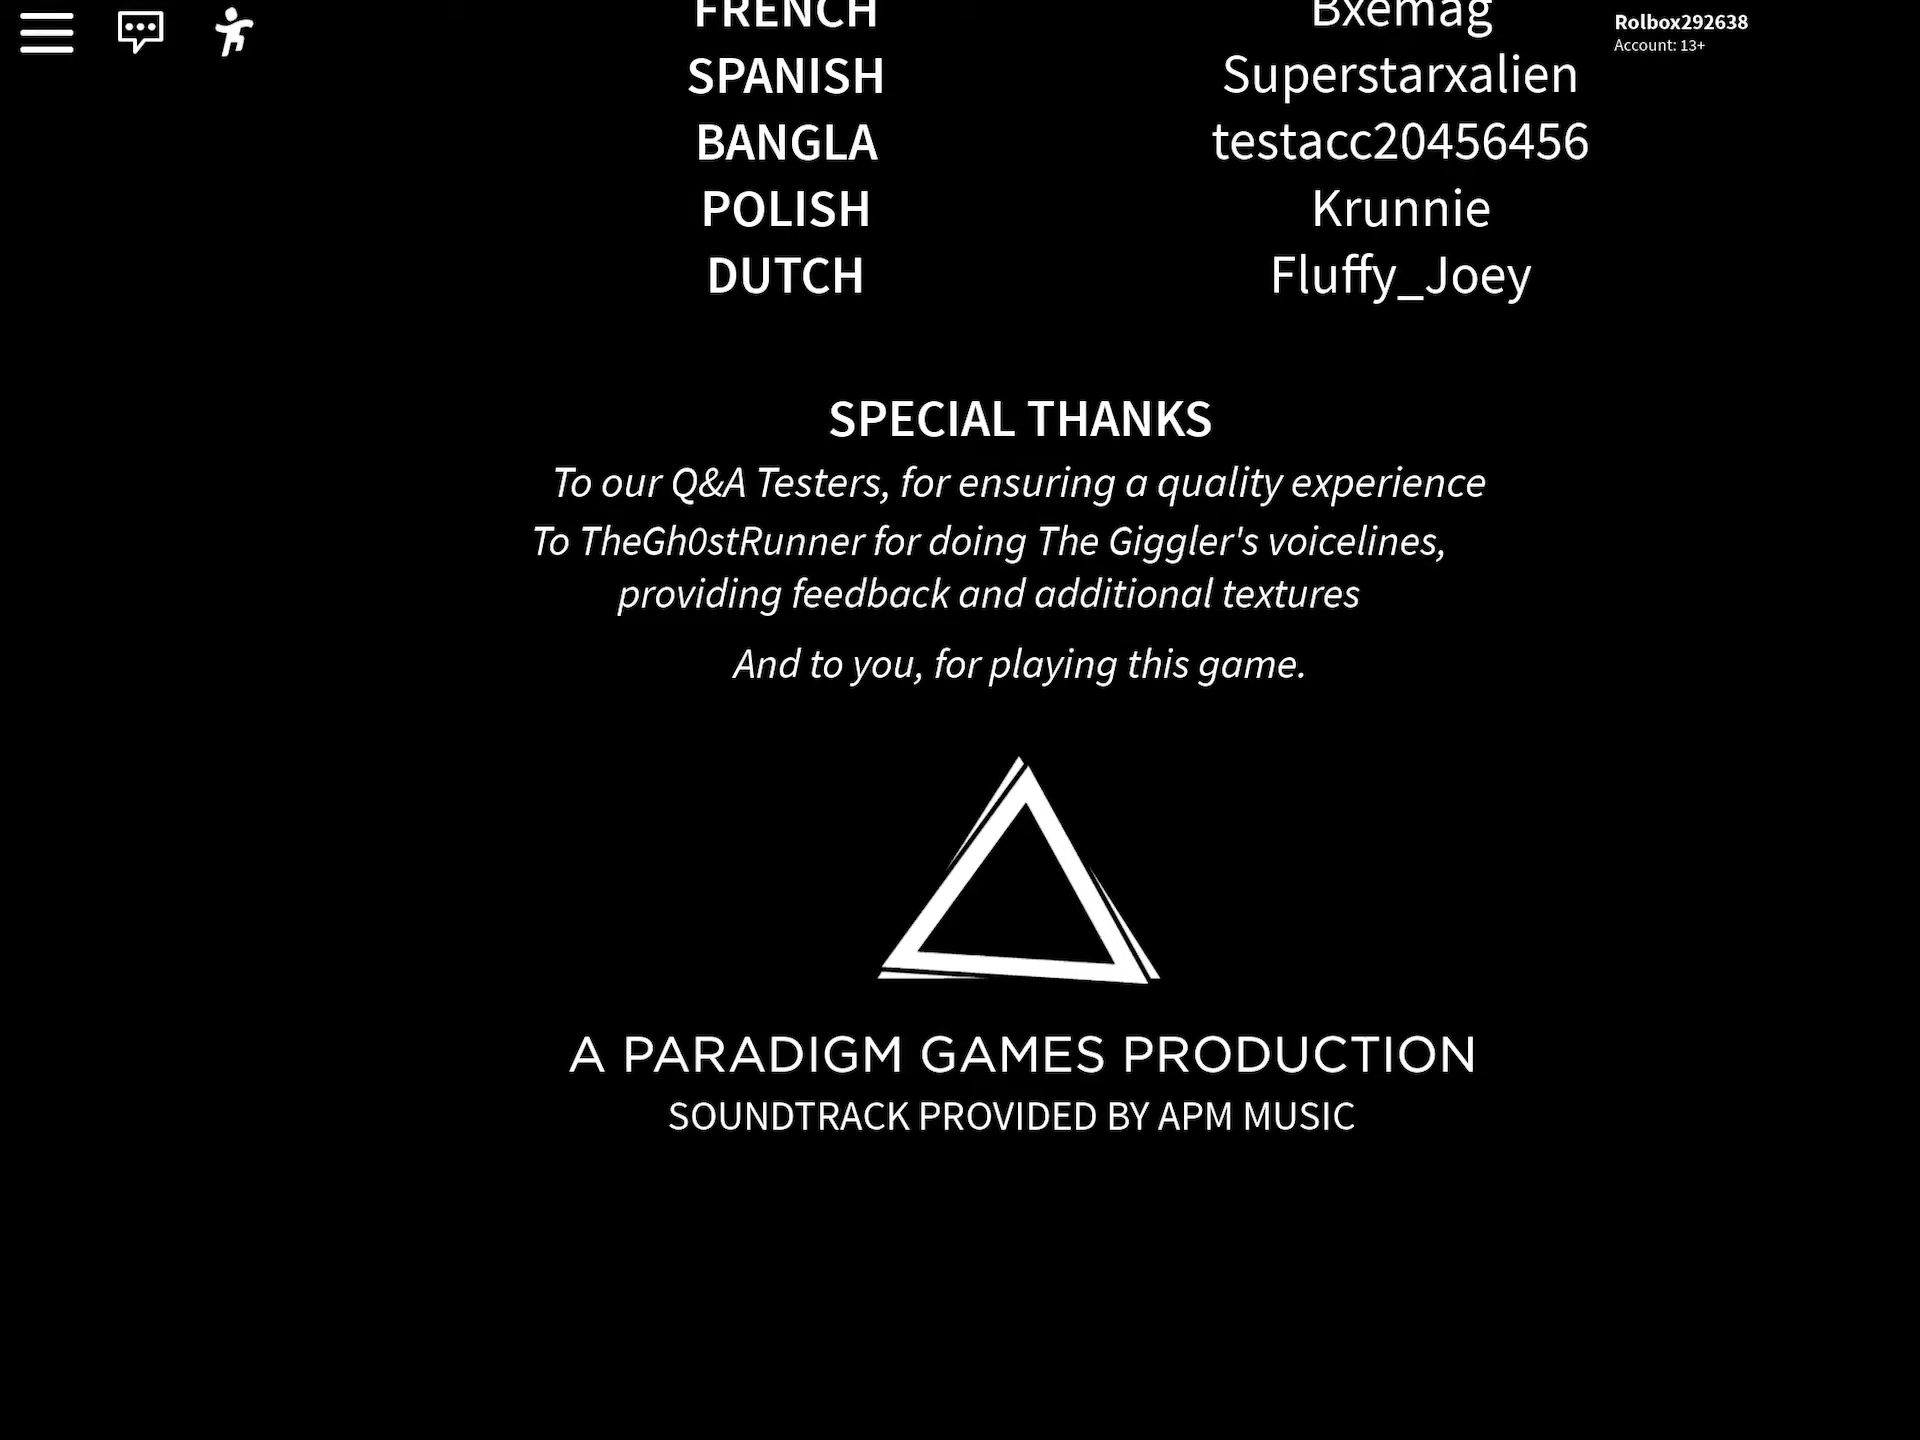 FRENCH Bxemag
Rolbox292638
Account: 13+
SPANISH Superstarxalien
BANGLA testacc20456456
POLISH Krunnie
DUTCH Fluffy_Joey
SPECIAL THANKS
To our Q&A Testers, for ensuring a quality experience
To TheGh0stRunner for doing The Giggler's voicelines,
providing feedback and additional textures
And to you, for playing this game.
A PARADIGM GAMES PRODUCTION
SOUNDTRACK PROVIDED BY APM MUSIC